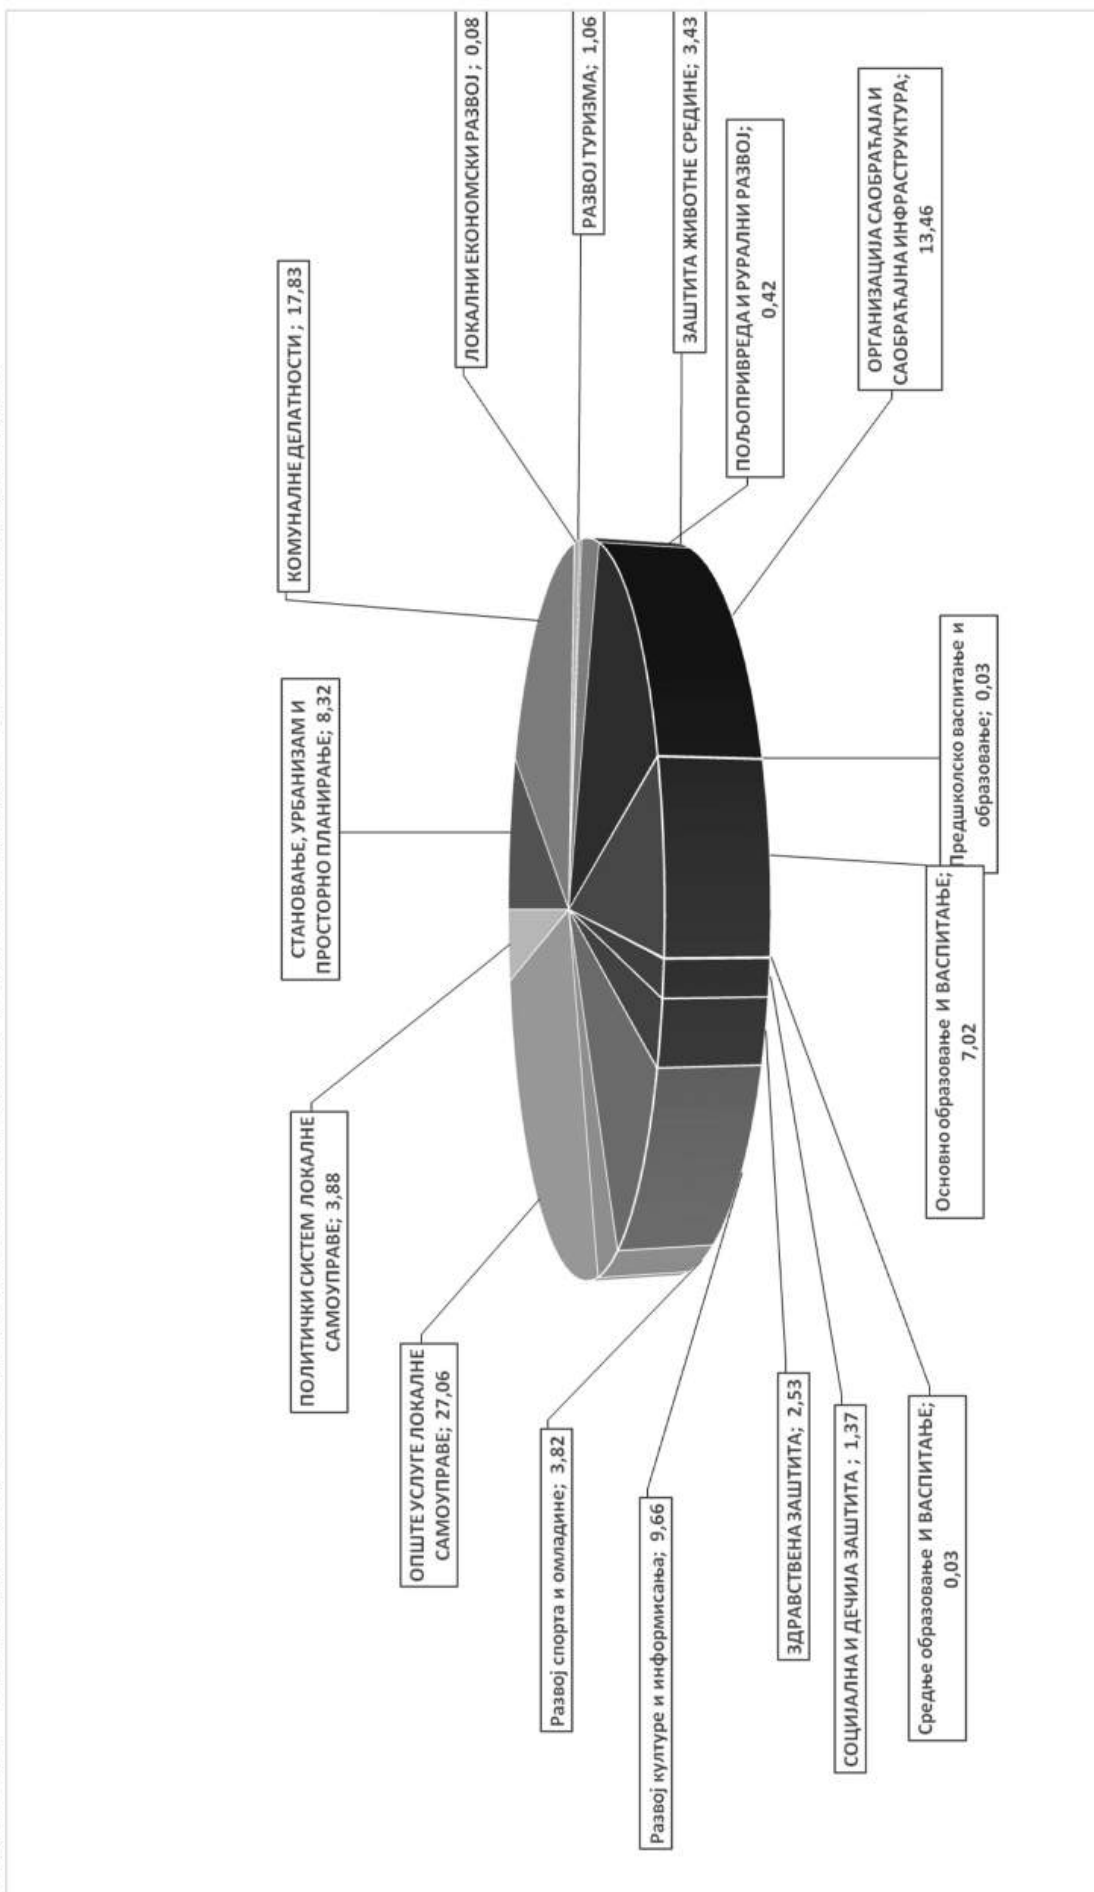 СТАНОВАЊЕ, УРБАНИЗАМ И
ПРОСТОРНО ПЛАНИРАЊЕ; 8,32
КОМУНАЛНЕ ДЕЛАТНОСТИ ; 17,83
ЛОКАЛНИ ЕКОНОМСКИ РАЗВОЈ ; 0,08
РАЗВОЈ ТУРИЗМА; 1,06
ЗАШТИТА ЖИВОТНЕ СРЕДИНЕ; 3,43
ПОЉОПРИВРЕДА И РУРАЛНИ РАЗВОЈ;
0,42
ОРГАНИЗАЦИЈА САОБРАЋАЈА И
САОБРАЋАЈНА ИНФРАСТРУКТУРА;
13,46
Предшколско васпитање и
образовање; 0,03
Основно образовање И ВАСПИТАЊЕ;
7,02
Средње образовање И ВАСПИТАЊЕ;
0,03
СОЦИЈАЛНА И ДЕЧИЈА ЗАШТИТА ; 1,37
ЗДРАВСТВЕНА ЗАШТИТА; 2,53
Развој културе и информисања; 9,66
Развој спорта и омладине; 3,82
ОПШТЕ УСЛУГЕ ЛОКАЛНЕ
САМОУПРАВЕ; 27,06
ПОЛИТИЧКИ СИСТЕМ ЛОКАЛНЕ
САМОУПРАВЕ; 3,88